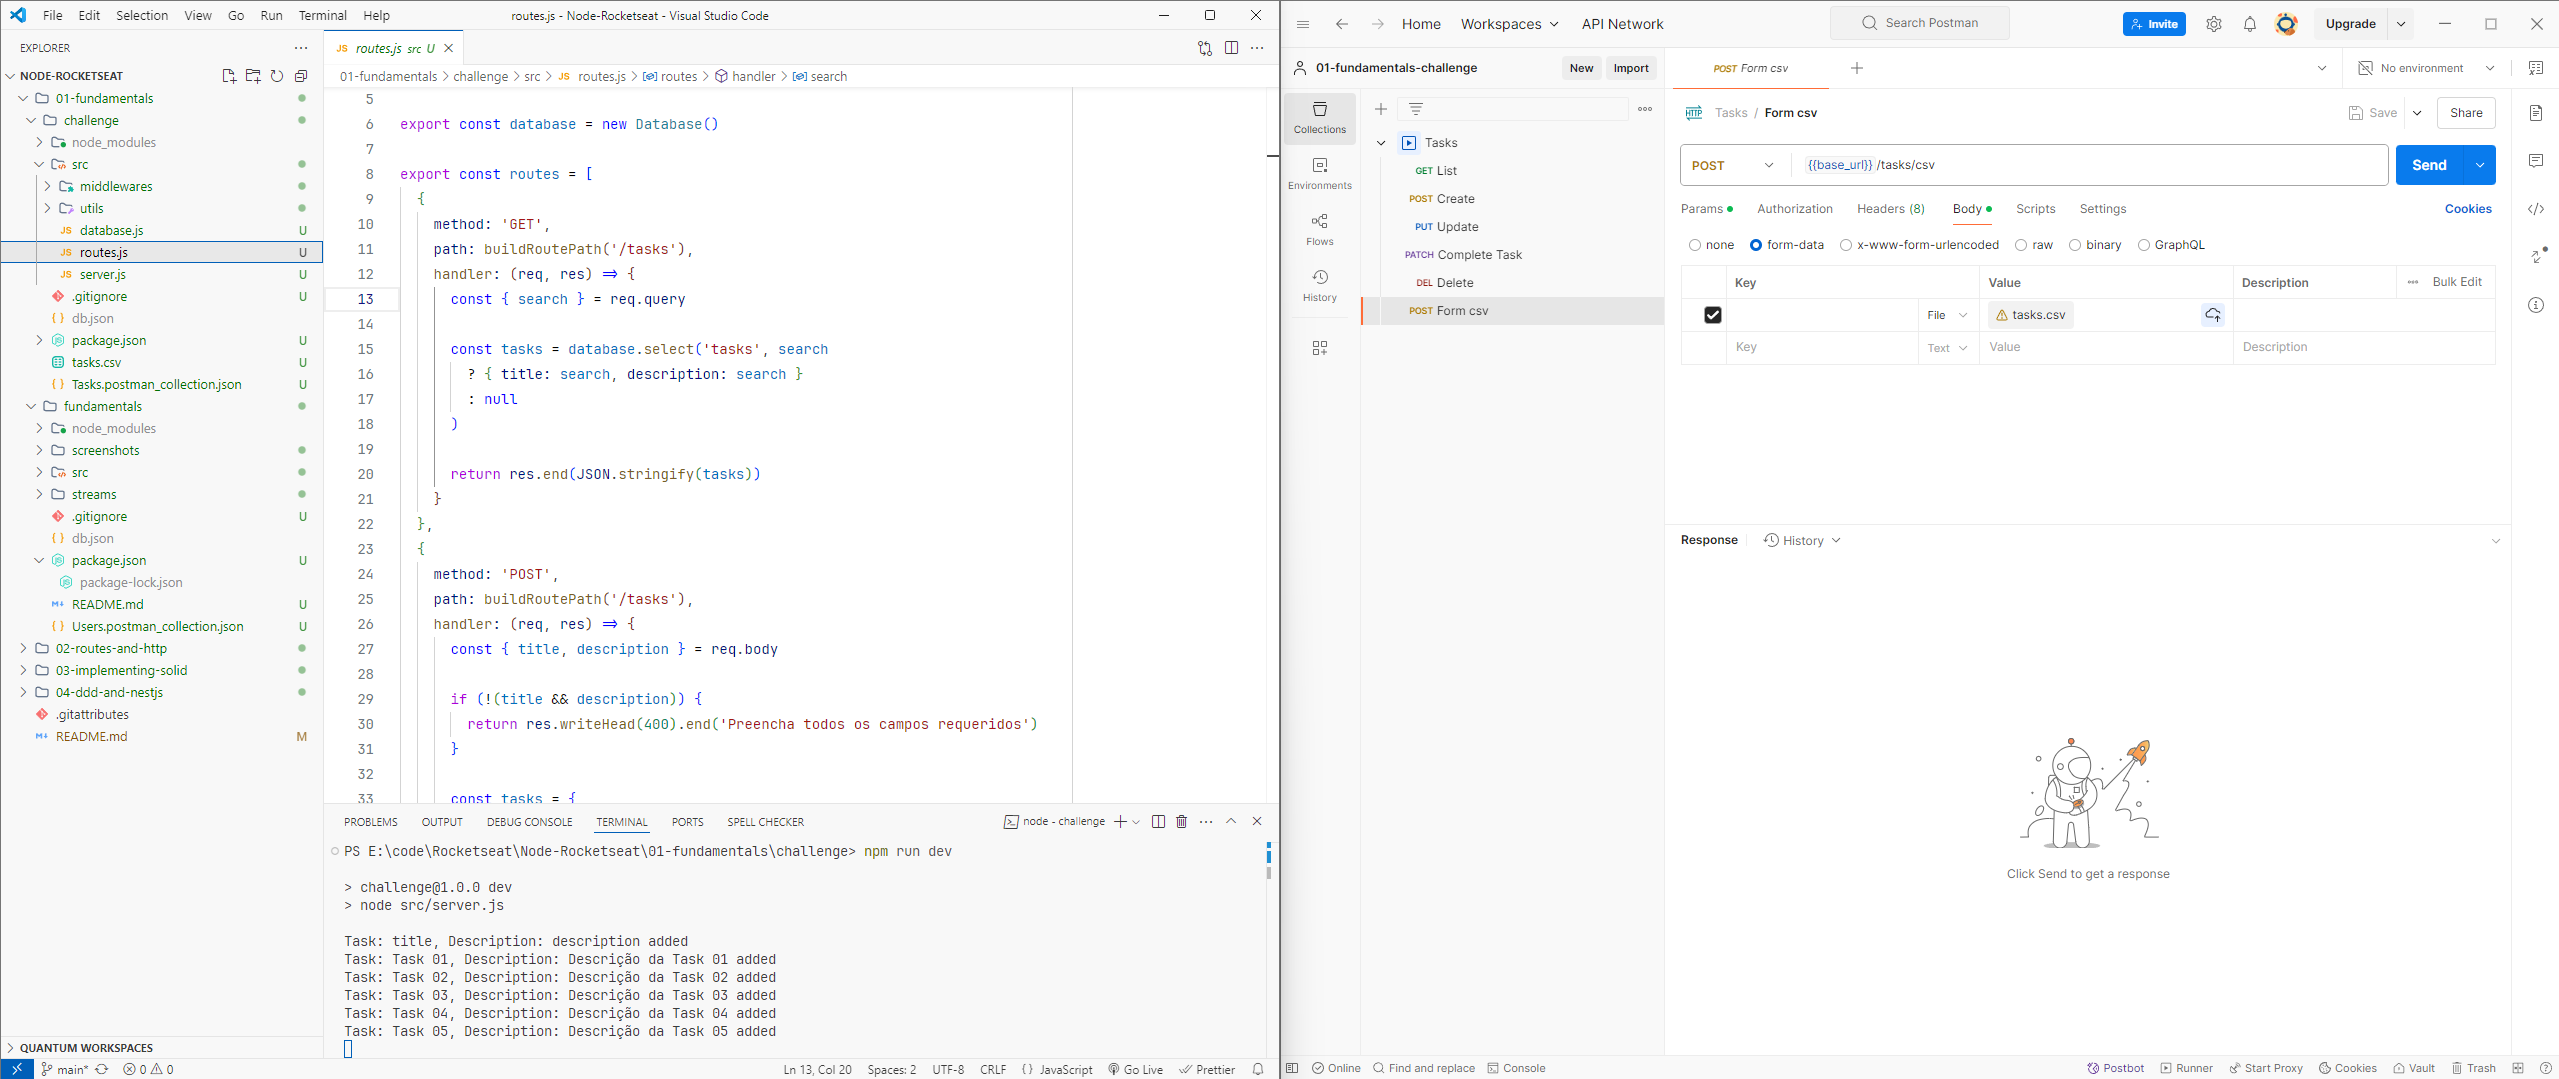 File Edit Selection View Go Run Terminal Help
routes.js - Node-Rocketseat - Visual Studio Code
EXPLORER
NODE-ROCKETSEAT
01-fundamentals
challenge
node_modules
src
middlewares
utils
JS database.js U
JS routes.js U
JS server.js U
.gitignore U
{ } db.json
package.json U
tasks.csv U
{ } Tasks.postman_collection.json U
fundamentals
node_modules
screenshots
src
streams
.gitignore U
{ } db.json
package.json U
package-lock.json
README.md U
{ } Users.postman_collection.json U
02-routes-and-http
03-implementing-solid
04-ddd-and-nestjs
.gitattributes
README.md M
QUANTUM WORKSPACES
JS routes.js src U
01-fundamentals > challenge > src > JS routes.js > routes > handler > search
5
6 export const database = new Database()
7
8 export const routes = [
9 {
10 method: 'GET',
11 path: buildRoutePath('/tasks'),
12 handler: (req, res) => {
13 const { search } = req.query
14
15 const tasks = database.select('tasks', search
16 ? { title: search, description: search }
17 : null
18 )
19
20 return res.end(JSON.stringify(tasks))
21 }
22 },
23 {
24 method: 'POST',
25 path: buildRoutePath('/tasks'),
26 handler: (req, res) => {
27 const { title, description } = req.body
28
29 if (!(title && description)) {
30 return res.writeHead(400).end('Preencha todos os campos requeridos')
31 }
32
33 const tasks = {
PROBLEMS OUTPUT DEBUG CONSOLE TERMINAL PORTS SPELL CHECKER
node - challenge
PS E:\code\Rocketseat\Node-Rocketseat\01-fundamentals\challenge> npm run dev
> challenge@1.0.0 dev
> node src/server.js
Task: title, Description: description added
Task: Task 01, Description: Descrição da Task 01 added
Task: Task 02, Description: Descrição da Task 02 added
Task: Task 03, Description: Descrição da Task 03 added
Task: Task 04, Description: Descrição da Task 04 added
Task: Task 05, Description: Descrição da Task 05 added
main* 0 0
Ln 13, Col 20 Spaces: 2 UTF-8 CRLF { } JavaScript Go Live Prettier
Home Workspaces API Network
Search Postman
Invite
Upgrade
01-fundamentals-challenge
New Import
POST Form csv
No environment
Collections
Environments
Flows
History
Tasks
GET List
POST Create
PUT Update
PATCH Complete Task
DEL Delete
POST Form csv
HTTP Tasks / Form csv
Save
Share
POST
{{base_url}} /tasks/csv
Send
Params Authorization Headers (8) Body Scripts Settings
Cookies
none form-data x-www-form-urlencoded raw binary GraphQL
Key Value Description Bulk Edit
File tasks.csv
Key Text Value Description
Response History
Click Send to get a response
Online Find and replace Console
Postbot Runner Start Proxy Cookies Vault Trash